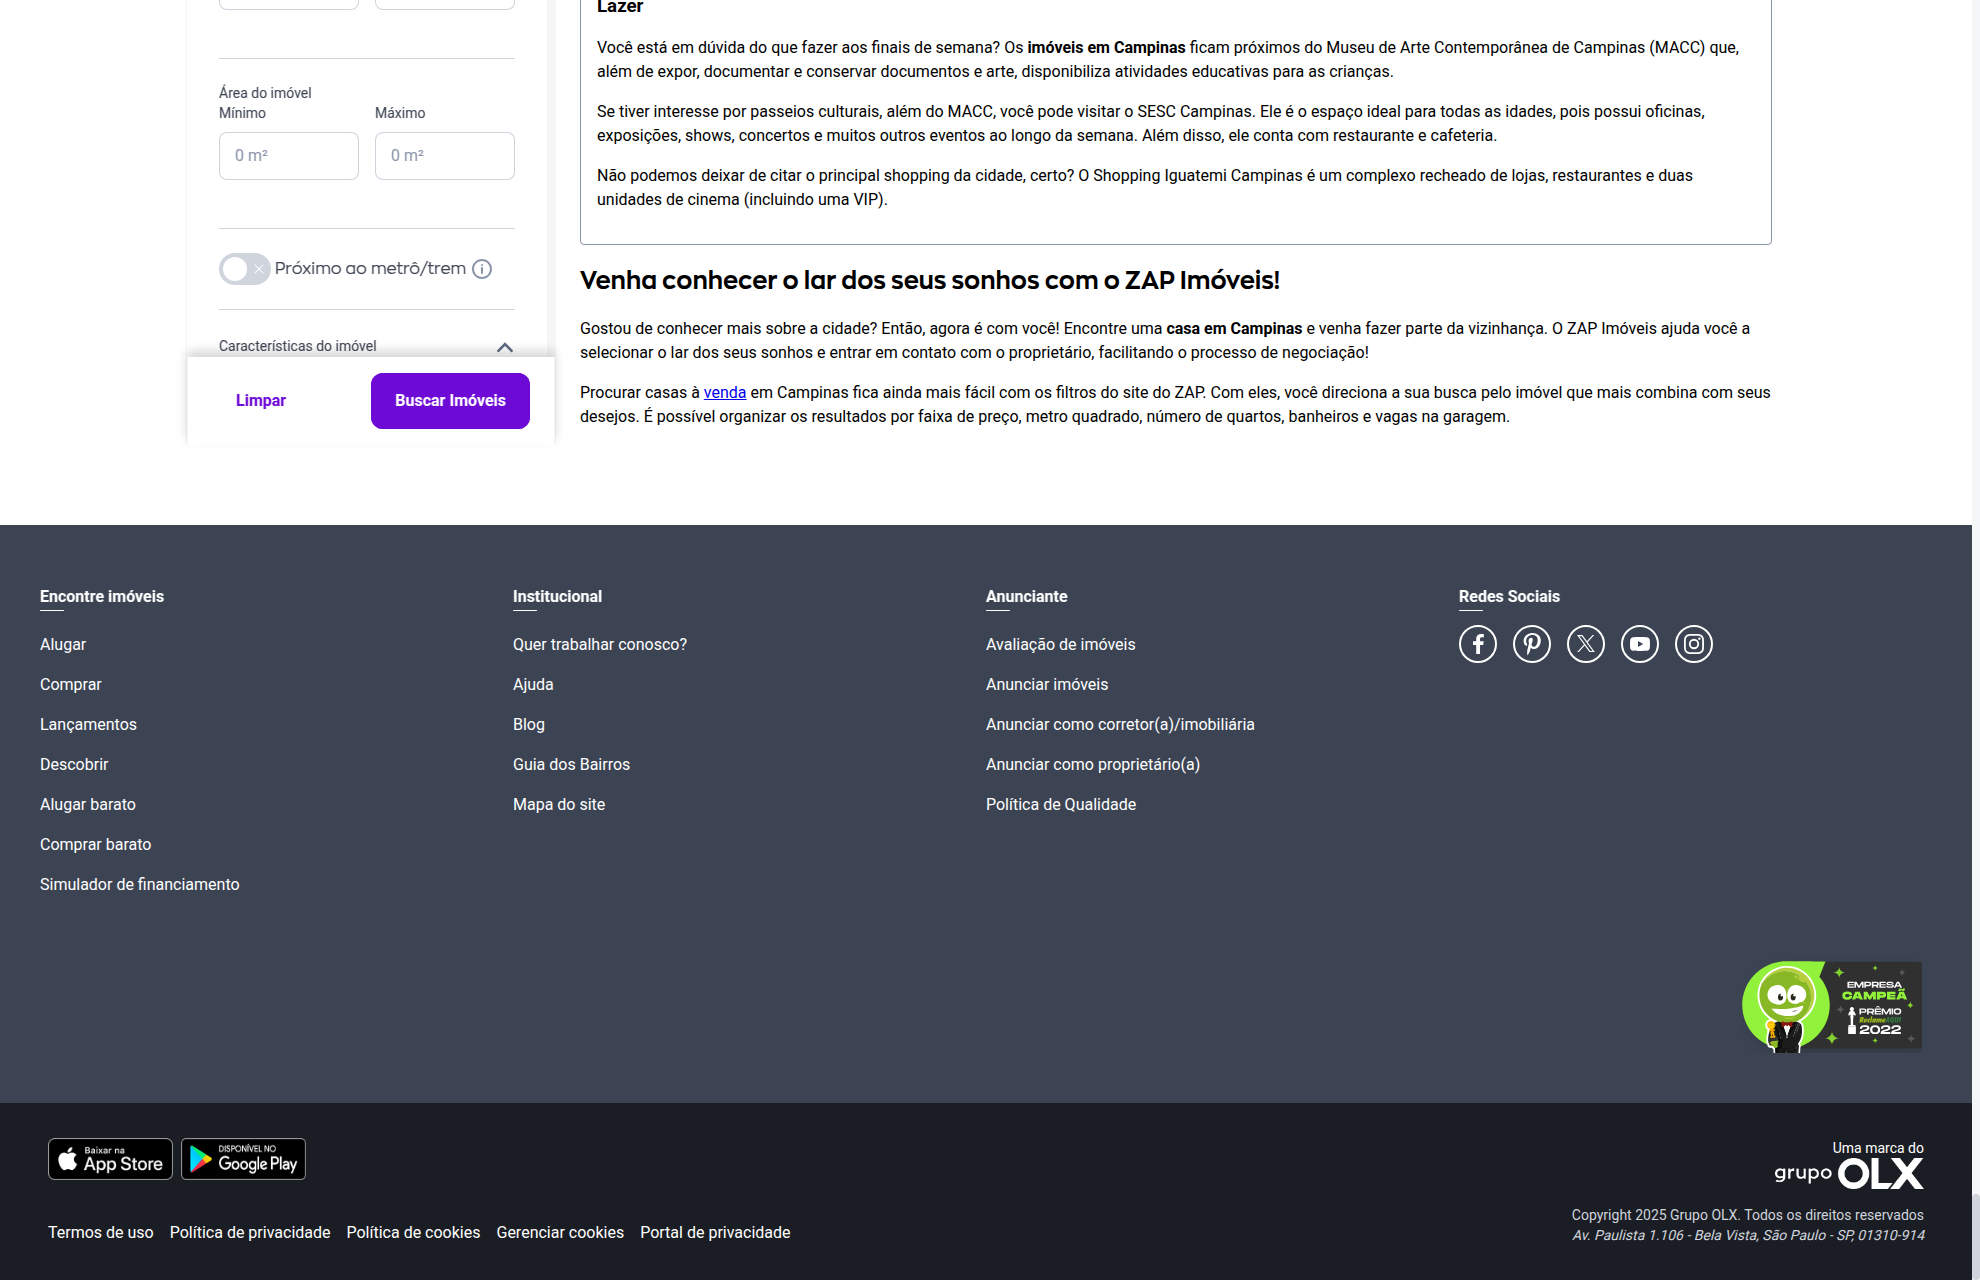 Área do imóvel
Mínimo
Máximo
0 m²
0 m²
Próximo ao metrô/trem
Características do imóvel
Limpar
Buscar Imóveis
Lazer
Você está em dúvida do que fazer aos finais de semana? Os imóveis em Campinas ficam próximos do Museu de Arte Contemporânea de Campinas (MACC) que,
além de expor, documentar e conservar documentos e arte, disponibiliza atividades educativas para as crianças.
Se tiver interesse por passeios culturais, além do MACC, você pode visitar o SESC Campinas. Ele é o espaço ideal para todas as idades, pois possui oficinas,
exposições, shows, concertos e muitos outros eventos ao longo da semana. Além disso, ele conta com restaurante e cafeteria.
Não podemos deixar de citar o principal shopping da cidade, certo? O Shopping Iguatemi Campinas é um complexo recheado de lojas, restaurantes e duas
unidades de cinema (incluindo uma VIP).
Venha conhecer o lar dos seus sonhos com o ZAP Imóveis!
Gostou de conhecer mais sobre a cidade? Então, agora é com você! Encontre uma casa em Campinas e venha fazer parte da vizinhança. O ZAP Imóveis ajuda você a
selecionar o lar dos seus sonhos e entrar em contato com o proprietário, facilitando o processo de negociação!
Procurar casas à venda em Campinas fica ainda mais fácil com os filtros do site do ZAP. Com eles, você direciona a sua busca pelo imóvel que mais combina com seus
desejos. É possível organizar os resultados por faixa de preço, metro quadrado, número de quartos, banheiros e vagas na garagem.
Encontre imóveis
Alugar
Comprar
Lançamentos
Descobrir
Alugar barato
Comprar barato
Simulador de financiamento
Institucional
Quer trabalhar conosco?
Ajuda
Blog
Guia dos Bairros
Mapa do site
Anunciante
Avaliação de imóveis
Anunciar imóveis
Anunciar como corretor(a)/imobiliária
Anunciar como proprietário(a)
Política de Qualidade
Redes Sociais
EMPRESA
CAMPEÃ
PRÊMIO
ReclameAQUI
2022
Baixar na
App Store
DISPONÍVEL NO
Google Play
Uma marca do
grupo OLX
Termos de uso Política de privacidade Política de cookies Gerenciar cookies Portal de privacidade
Copyright 2025 Grupo OLX. Todos os direitos reservados
Av. Paulista 1.106 - Bela Vista, São Paulo - SP, 01310-914